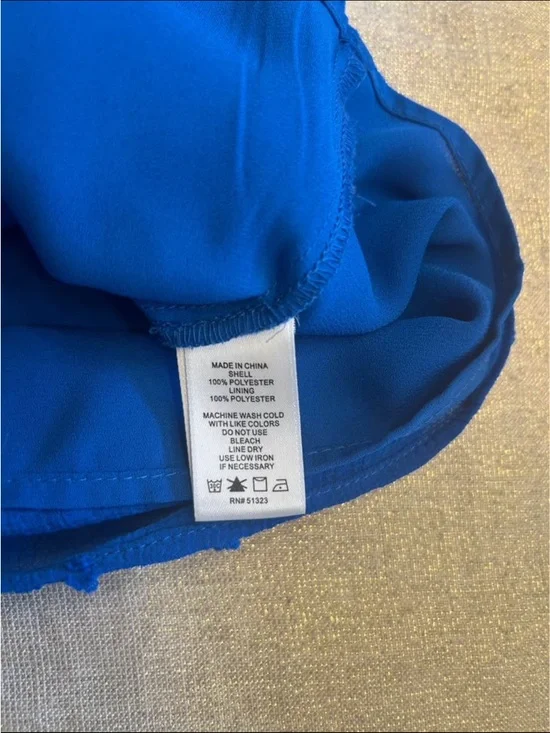 MADE IN CHINA
SHELL
100% POLYESTER
LINING
100% POLYESTER
MACHINE WASH COLD
WITH LIKE COLORS
DO NOT USE
BLEACH
LINE DRY
USE LOW IRON
IF NECESSARY
RN# 51323